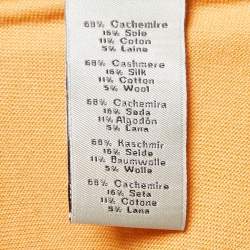 68% Cachemire
16% Soie
11% Coton
5% Laine
68% Cashmere
16% Silk
11% Cotton
5% Wool
68% Cachemira
16% Seda
11% Algodón
5% Lana
68% Kaschmir
16% Seide
11% Baumwolle
5% Wolle
68% Cachemire
16% Seta
11% Cotone
5% Lana